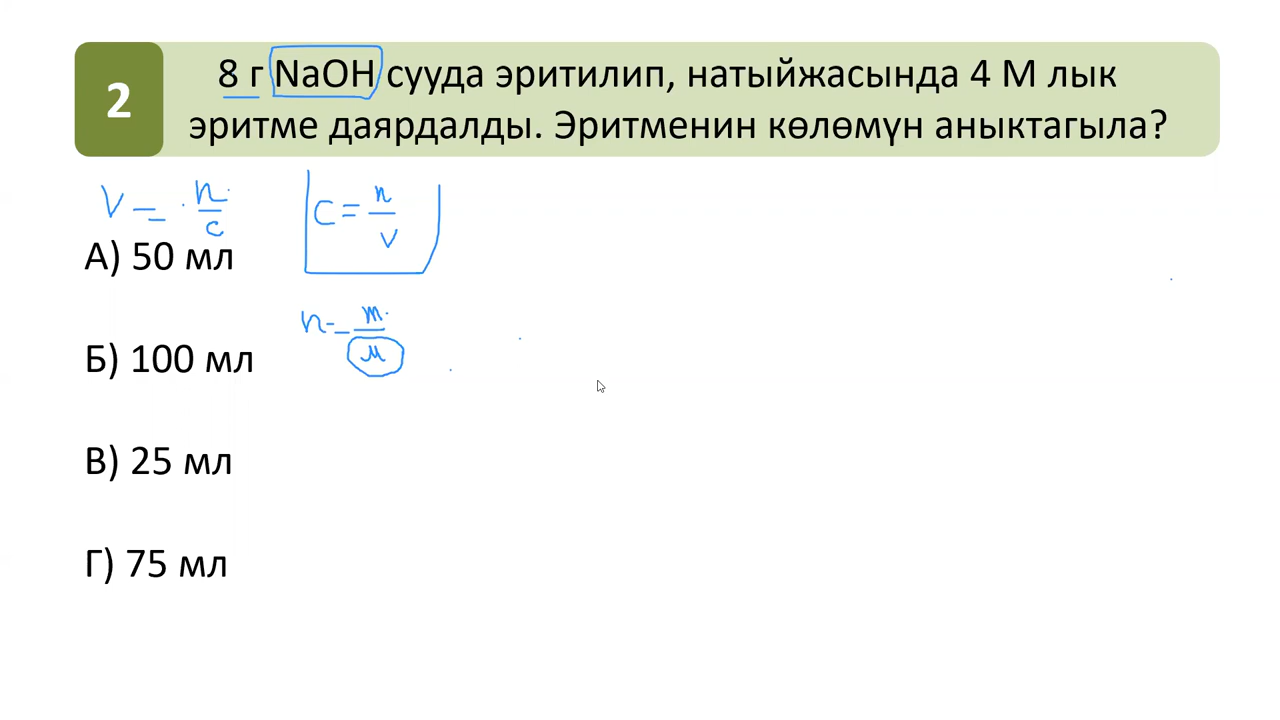 2
8 г NaOH сууда эритилип, натыйжасында 4 М лык
эритме даярдалды. Эритменин көлөмүн аныктагыла?
V = n/c
C = n/V
А) 50 мл
n = m/M
Б) 100 мл
В) 25 мл
Г) 75 мл